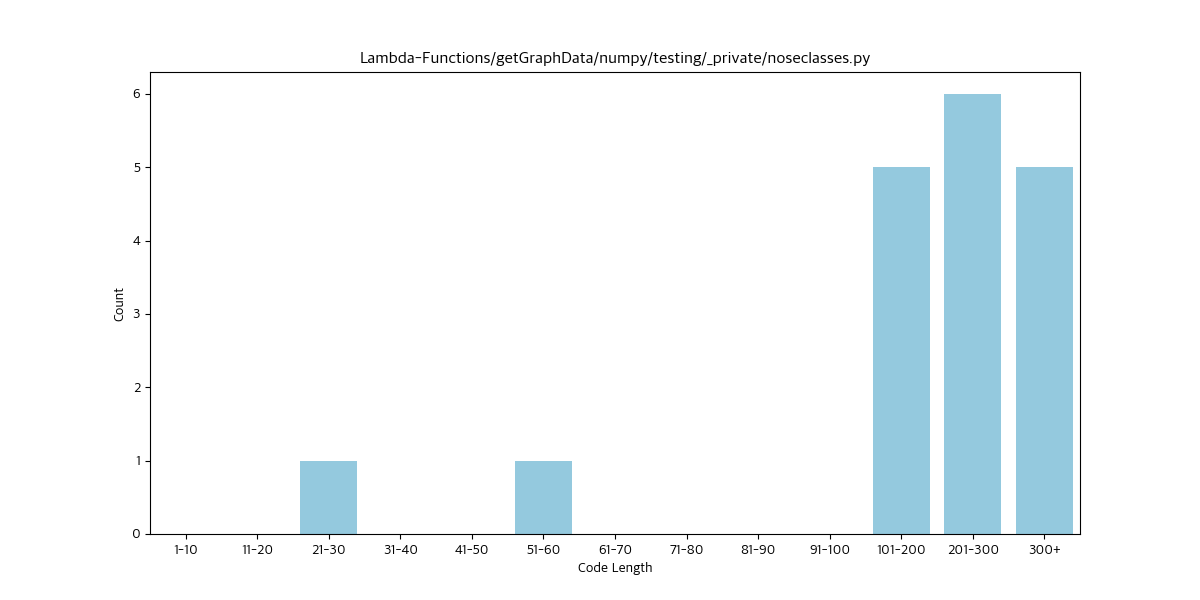 Lambda-Functions/getGraphData/numpy/testing/_private/noseclasses.py
6
5
4
3
2
1
0
Count
1-10 11-20 21-30 31-40 41-50 51-60 61-70 71-80 81-90 91-100 101-200 201-300 300+
Code Length